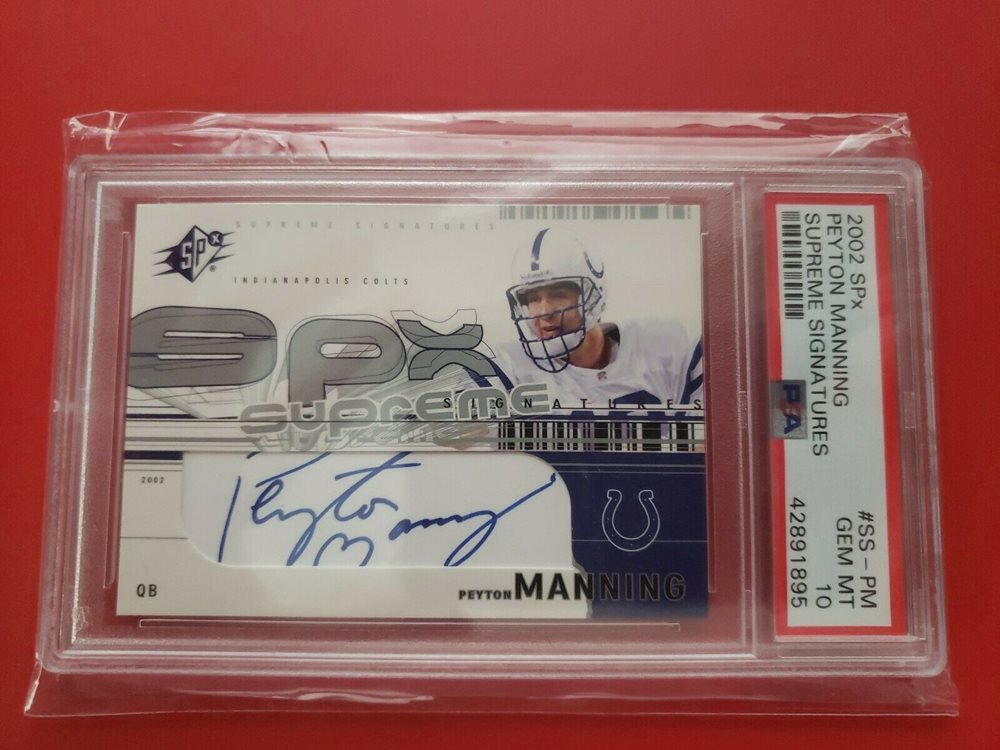 SPx
SUPREME SIGNATURES
INDIANAPOLIS COLTS
SPx
SUPREME
SIGNATURES
2002
Peyton Manning
QB
PEYTON MANNING
2002 SPx
PEYTON MANNING
SUPREME SIGNATURES
PSA
#SS-PM
GEM MT
10
42891895